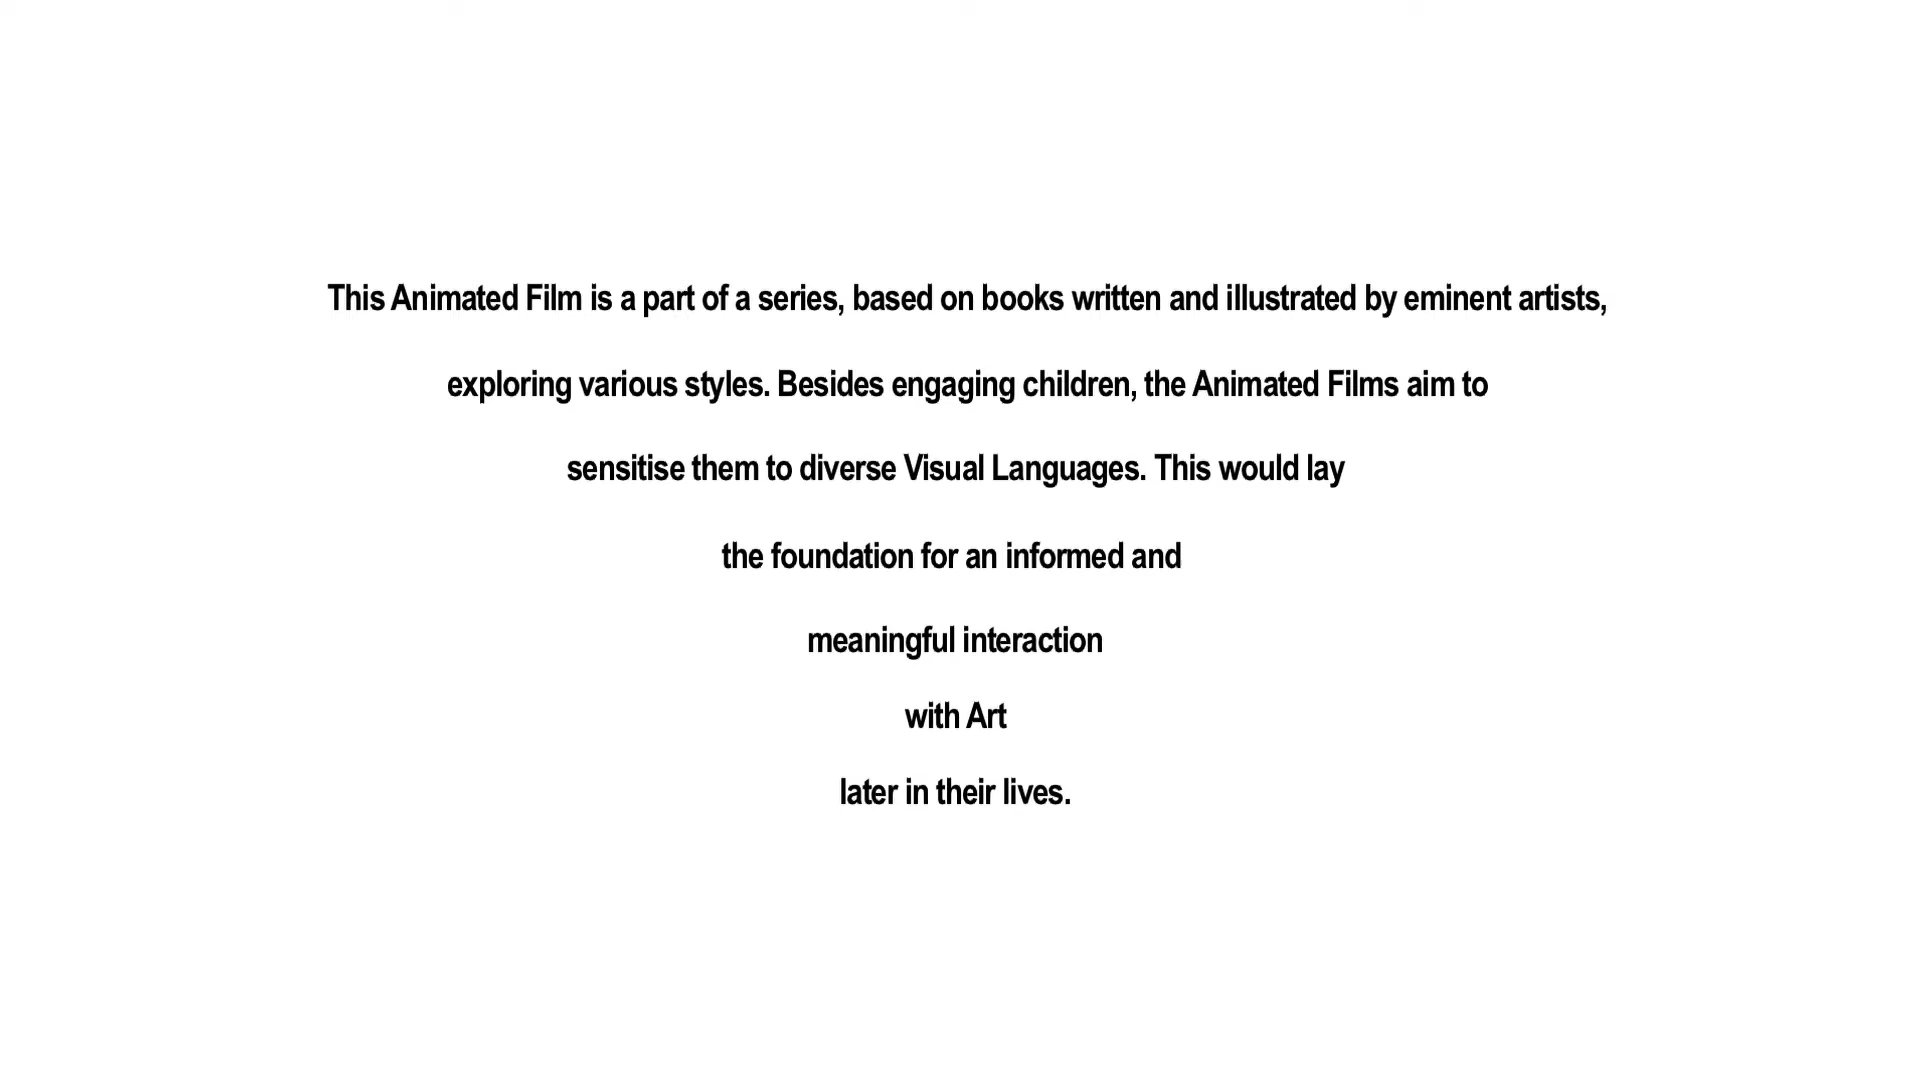 This Animated Film is a part of a series, based on books written and illustrated by eminent artists,
exploring various styles. Besides engaging children, the Animated Films aim to
sensitise them to diverse Visual Languages. This would lay
the foundation for an informed and
meaningful interaction
with Art
later in their lives.